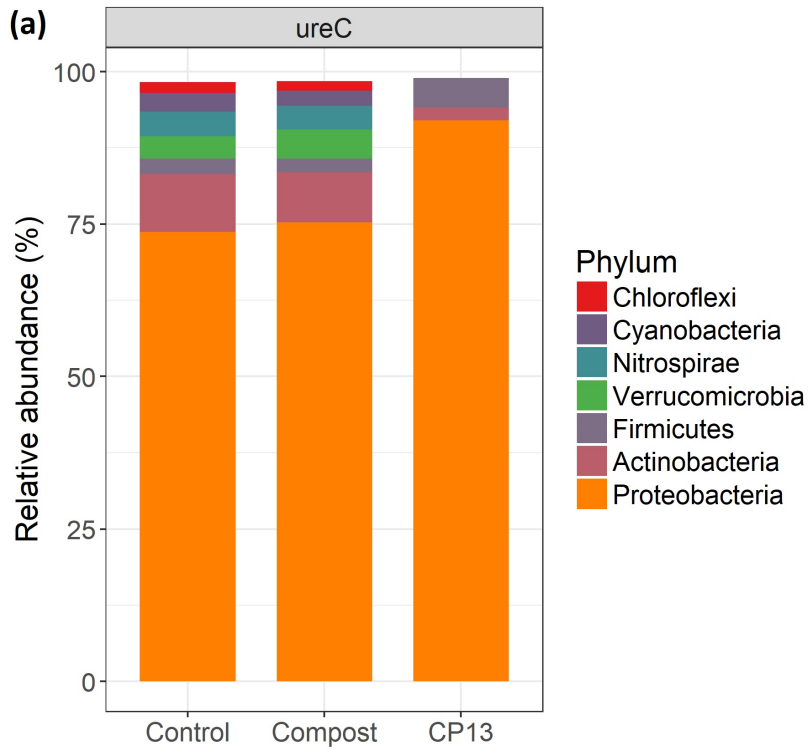 (a)
ureC
Relative abundance (%)
100
75
50
25
0
Control Compost CP13
Phylum
Chloroflexi
Cyanobacteria
Nitrospirae
Verrucomicrobia
Firmicutes
Actinobacteria
Proteobacteria